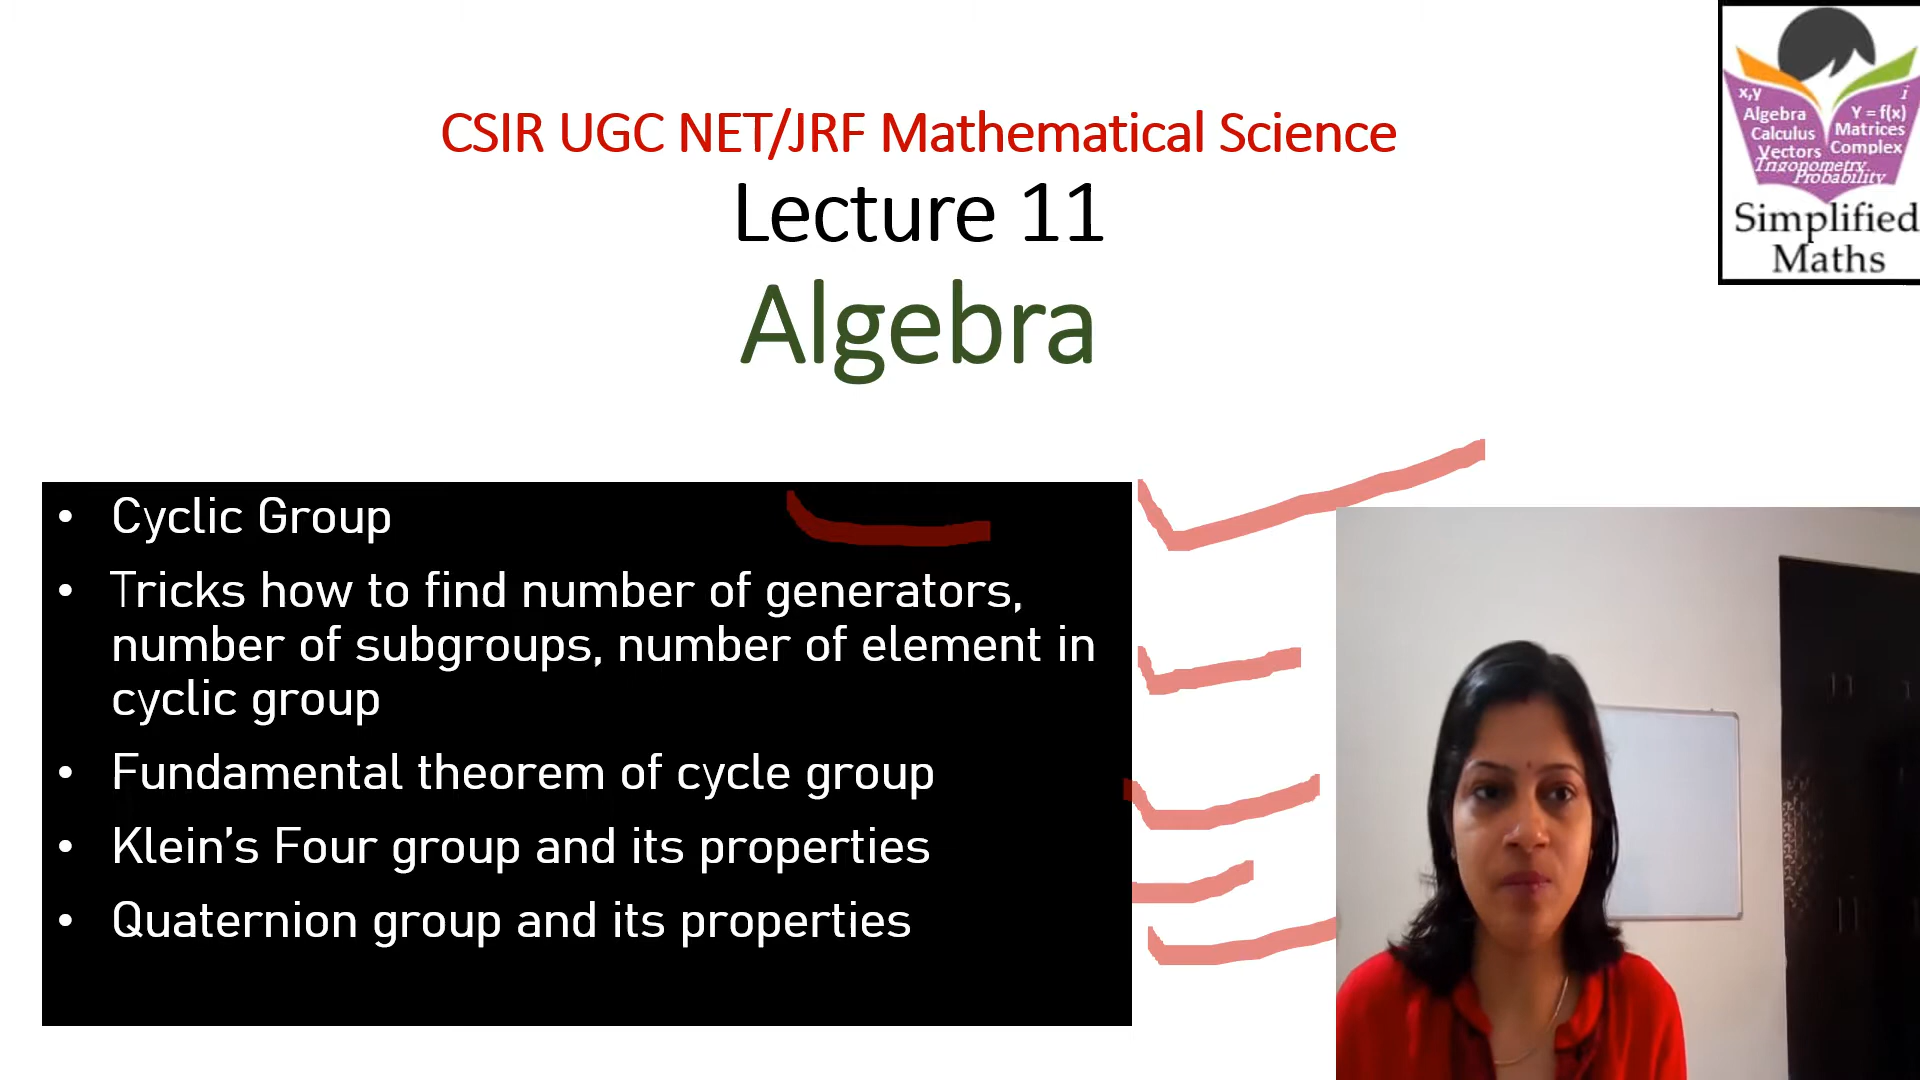 CSIR UGC NET/JRF Mathematical Science
Lecture 11
Algebra
x,y
i
Algebra
Y = f(x)
Calculus
Matrices
Vectors
Complex
Trigonometry
Probability
Simplified
Maths
• Cyclic Group
• Tricks how to find number of generators,
number of subgroups, number of element in
cyclic group
• Fundamental theorem of cycle group
• Klein's Four group and its properties
• Quaternion group and its properties